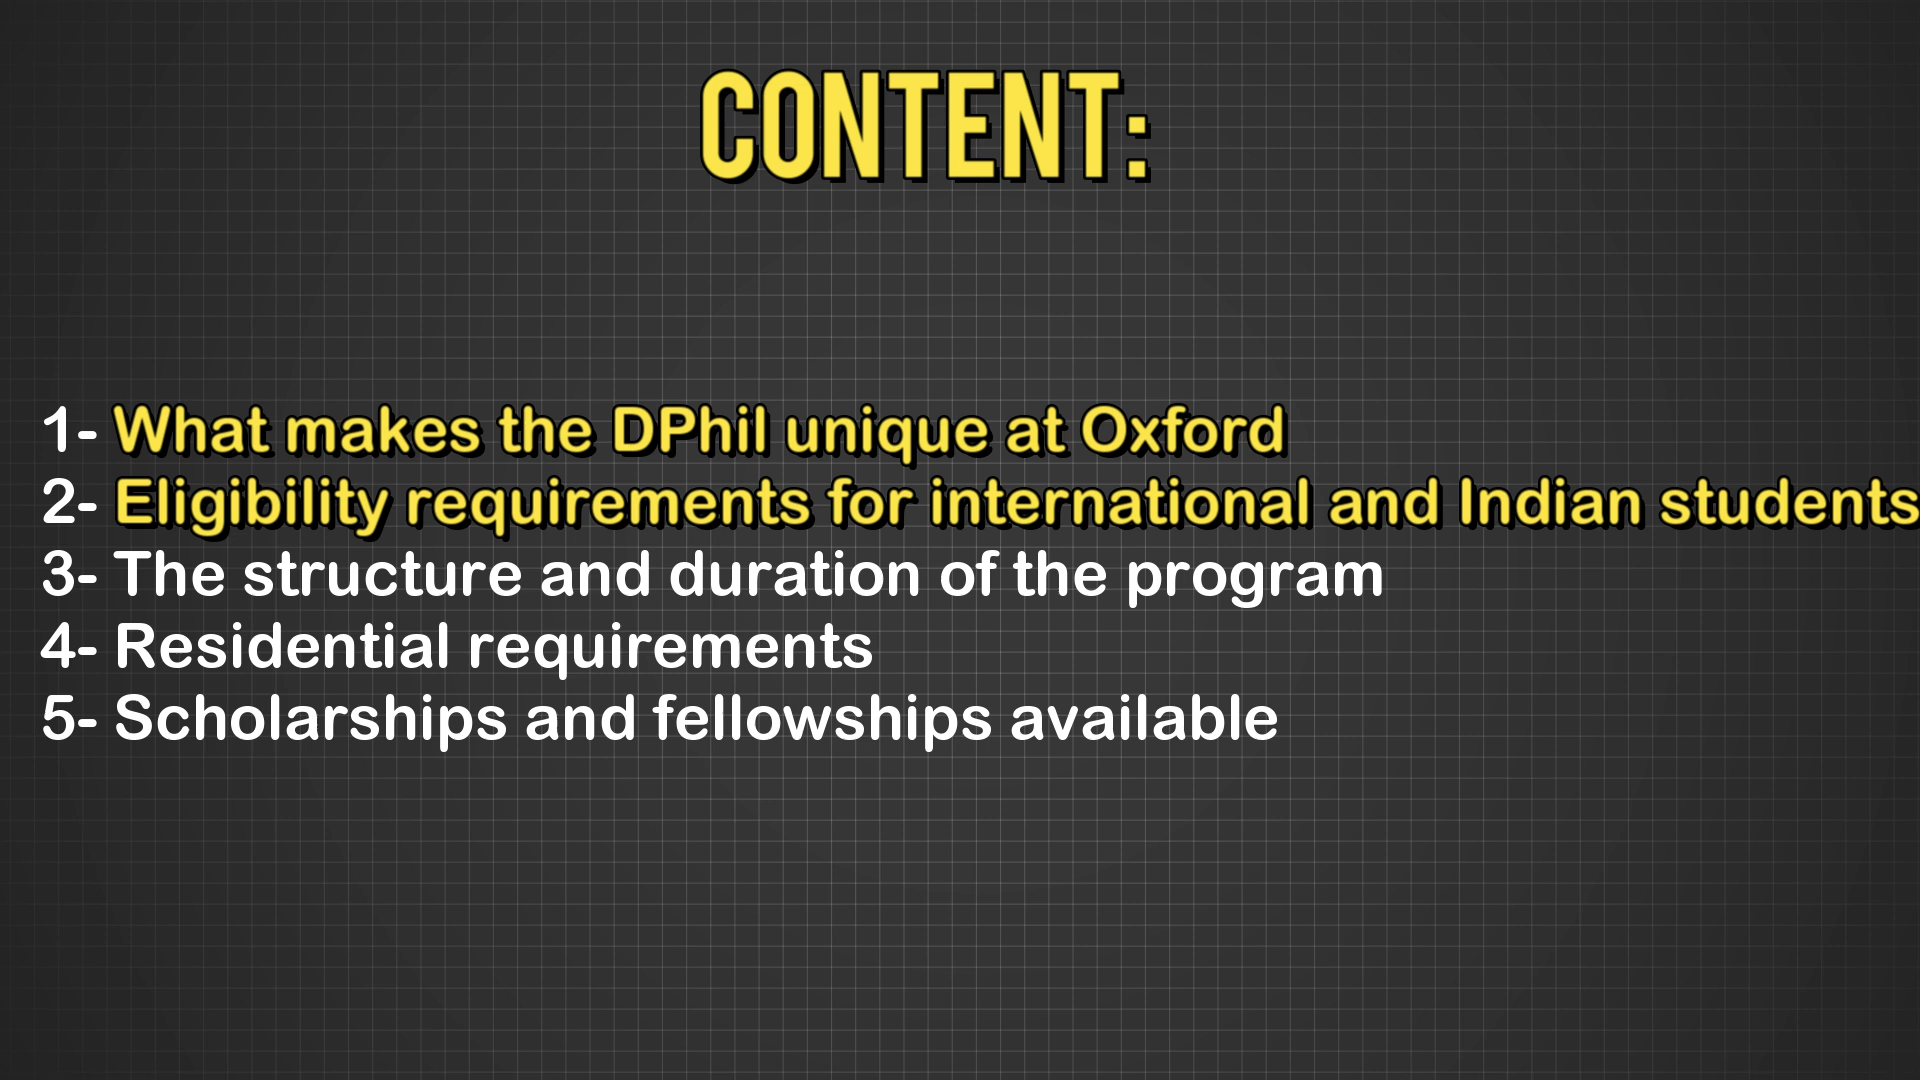 CONTENT:
1- What makes the DPhil unique at Oxford
2- Eligibility requirements for international and Indian students
3- The structure and duration of the program
4- Residential requirements
5- Scholarships and fellowships available